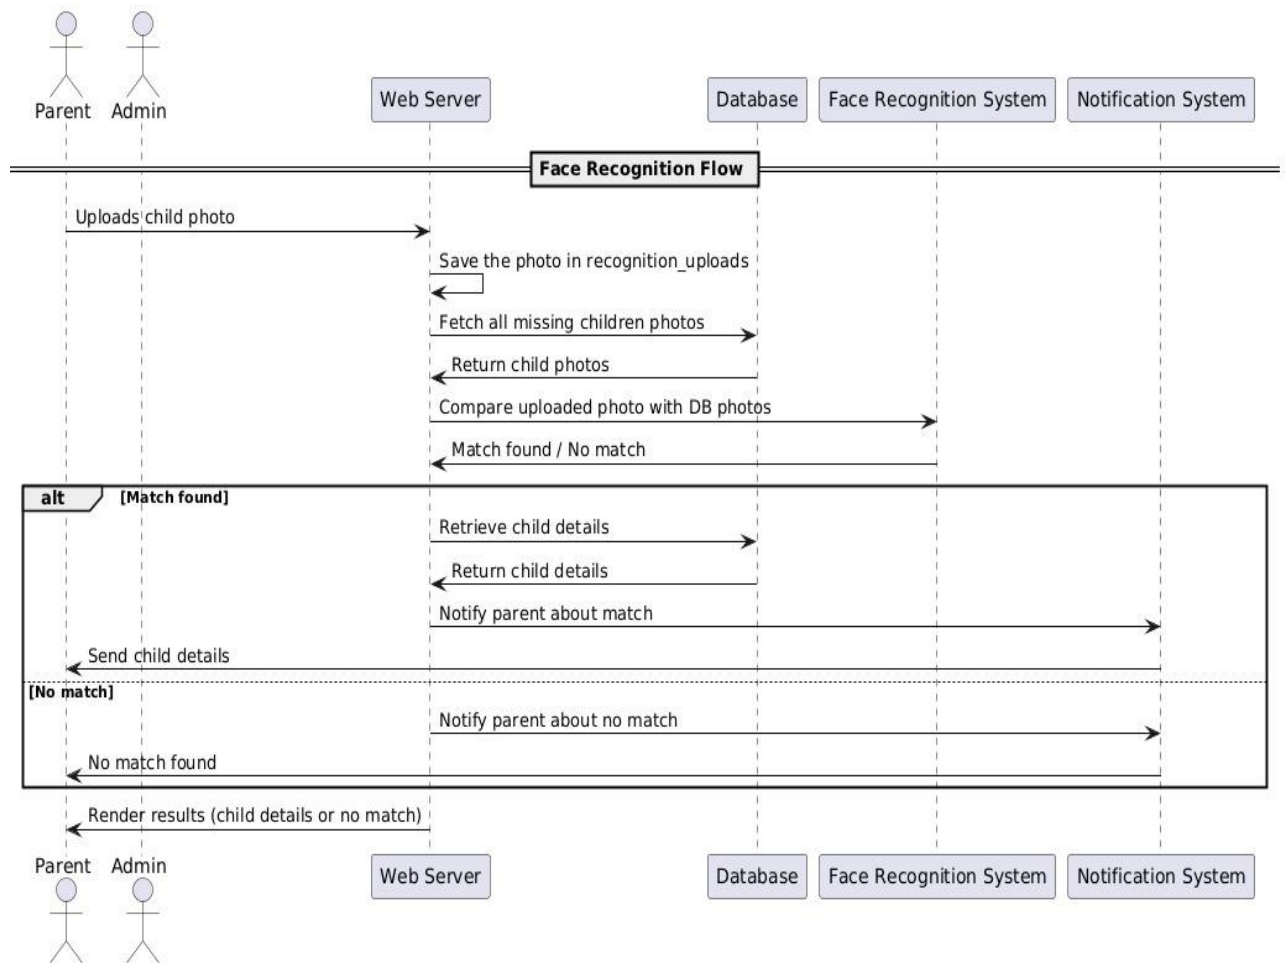 Parent Admin
Web Server
Database
Face Recognition System
Notification System
Face Recognition Flow
Uploads child photo
Save the photo in recognition_uploads
Fetch all missing children photos
Return child photos
Compare uploaded photo with DB photos
Match found / No match
alt [Match found]
Retrieve child details
Return child details
Notify parent about match
Send child details
[No match]
Notify parent about no match
No match found
Render results (child details or no match)
Parent Admin
Web Server
Database
Face Recognition System
Notification System